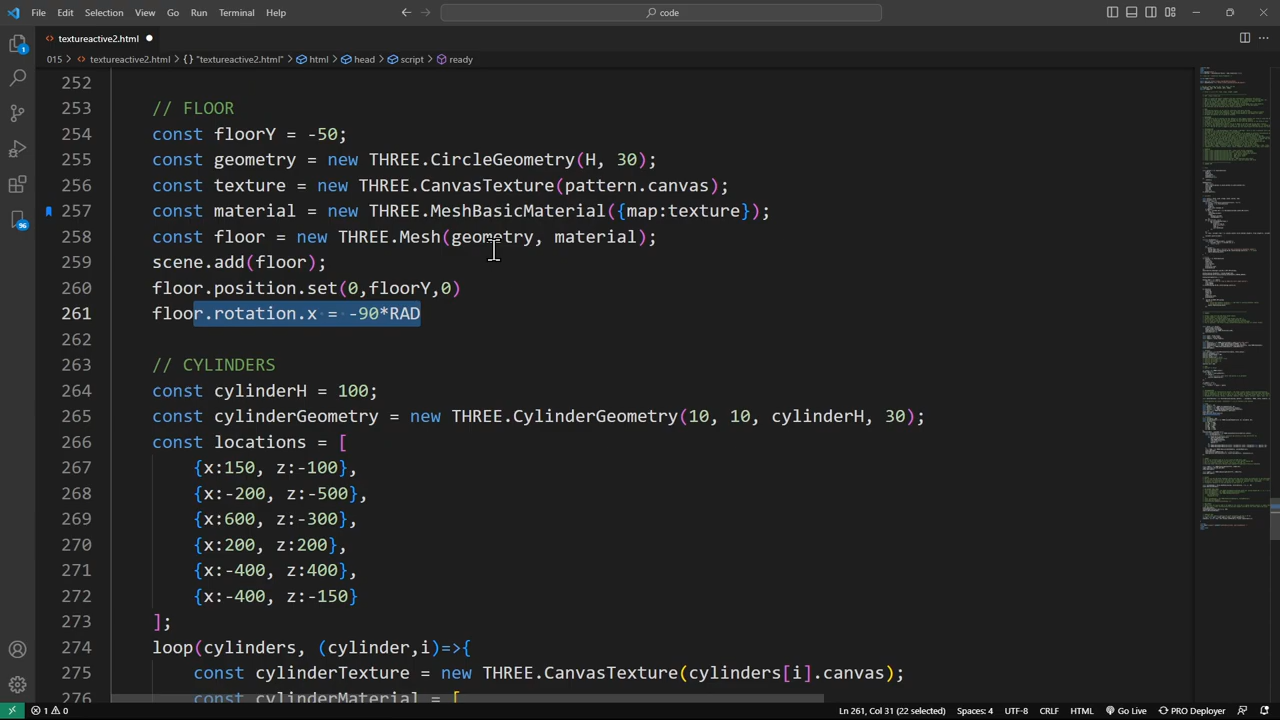 File Edit Selection View Go Run Terminal Help
code
textureactive2.html
015 > textureactive2.html > "textureactive2.html" > html > head > script > ready
252
253 // FLOOR
254 const floorY = -50;
255 const geometry = new THREE.CircleGeometry(H, 30);
256 const texture = new THREE.CanvasTexture(pattern.canvas);
257 const material = new THREE.MeshBasicMaterial({map:texture});
258 const floor = new THREE.Mesh(geometry, material);
259 scene.add(floor);
260 floor.position.set(0,floorY,0)
261 floor.rotation.x = -90*RAD
262
263 // CYLINDERS
264 const cylinderH = 100;
265 const cylinderGeometry = new THREE.CylinderGeometry(10, 10, cylinderH, 30);
266 const locations = [
267 {x:150, z:-100},
268 {x:-200, z:-500},
269 {x:600, z:-300},
270 {x:200, z:200},
271 {x:-400, z:400},
272 {x:-400, z:-150}
273 ];
274 loop(cylinders, (cylinder,i)=>{
275 const cylinderTexture = new THREE.CanvasTexture(cylinders[i].canvas);
276 const cylinderMaterial = [
1
96
1 0 Ln 261, Col 31 (22 selected) Spaces: 4 UTF-8 CRLF HTML Go Live PRO Deployer